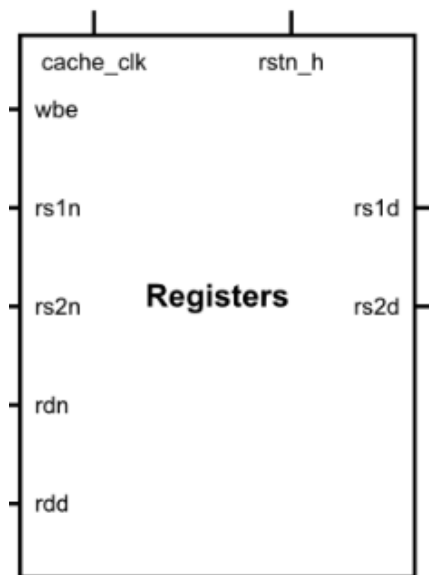 cache_clk rstn_h
wbe
rs1n rs1d
rs2n rs2d
Registers
rdn
rdd